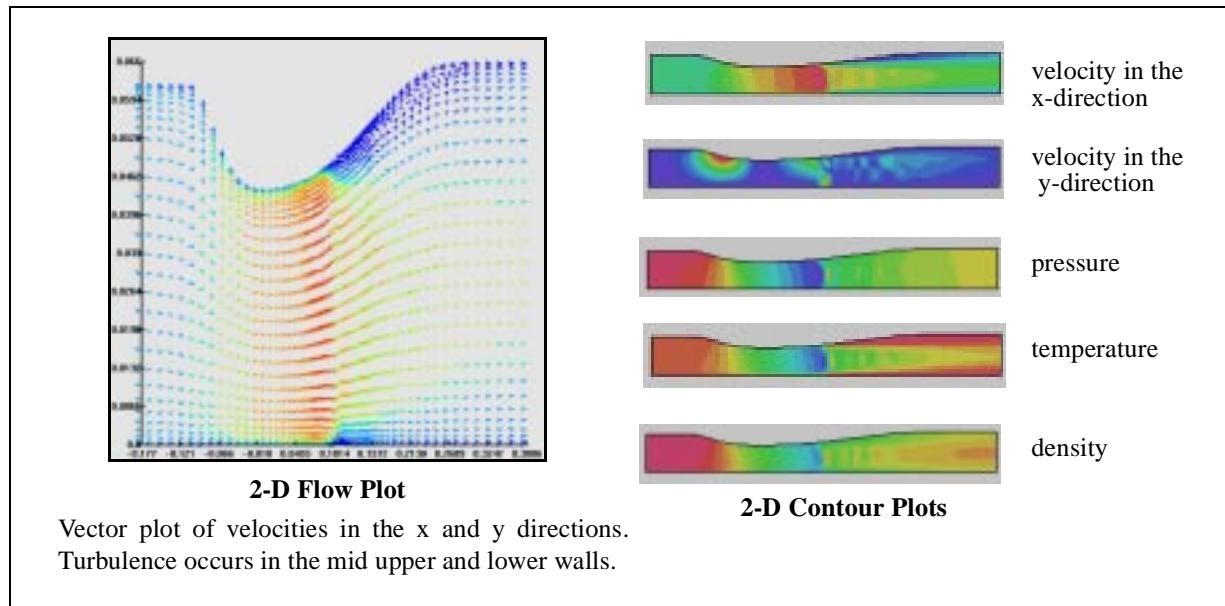 velocity in the
x-direction
velocity in the
y-direction
pressure
temperature
density
2-D Flow Plot
2-D Contour Plots
Vector plot of velocities in the x and y directions.
Turbulence occurs in the mid upper and lower walls.